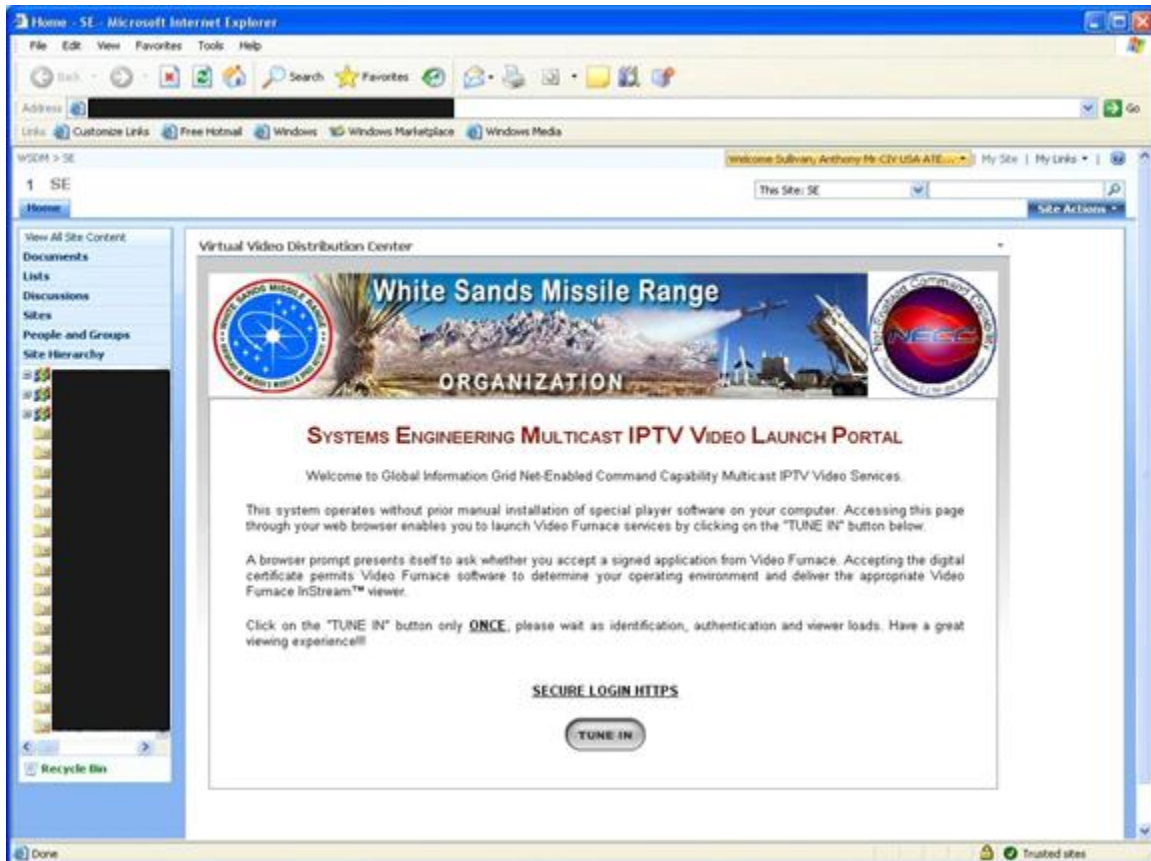 Home - SE - Microsoft Internet Explorer
File Edit View Favorites Tools Help
Back Search Favorites
Address Go
Links Customize Links Free Hotmail Windows Windows Marketplace Windows Media
WSDM > SE Welcome Sullivan, Anthony Mr CIV USA ATE... | My Site | My Links |
1 SE This Site: SE
Home Site Actions
View All Site Content
Documents
Lists
Discussions
Sites
People and Groups
Site Hierarchy
Recycle Bin
Virtual Video Distribution Center
WHITE SANDS MISSILE RANGE
White Sands Missile Range
ORGANIZATION
Net-Enabled Command Capability
NECC
SYSTEMS ENGINEERING MULTICAST IPTV VIDEO LAUNCH PORTAL
Welcome to Global Information Grid Net-Enabled Command Capability Multicast IPTV Video Services.
This system operates without prior manual installation of special player software on your computer. Accessing this page
through your web browser enables you to launch Video Furnace services by clicking on the "TUNE IN" button below.
A browser prompt presents itself to ask whether you accept a signed application from Video Furnace. Accepting the digital
certificate permits Video Furnace software to determine your operating environment and deliver the appropriate Video
Furnace InStream™ viewer.
Click on the "TUNE IN" button only ONCE, please wait as identification, authentication and viewer loads. Have a great
viewing experience!!!
SECURE LOGIN HTTPS
TUNE IN
Done Trusted sites